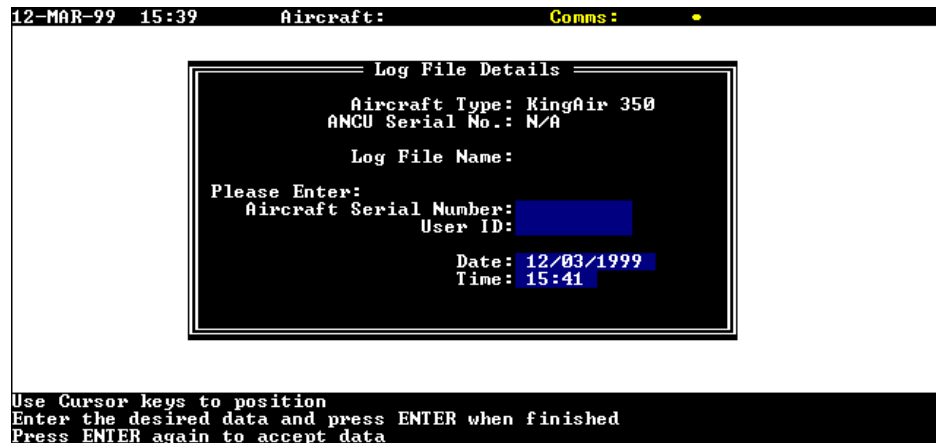 12-MAR-99 15:39 Aircraft: Comms:
Log File Details
Aircraft Type: KingAir 350
ANCU Serial No.: N/A
Log File Name:
Please Enter:
Aircraft Serial Number:
User ID:
Date: 12/03/1999
Time: 15:41
Use Cursor keys to position
Enter the desired data and press ENTER when finished
Press ENTER again to accept data